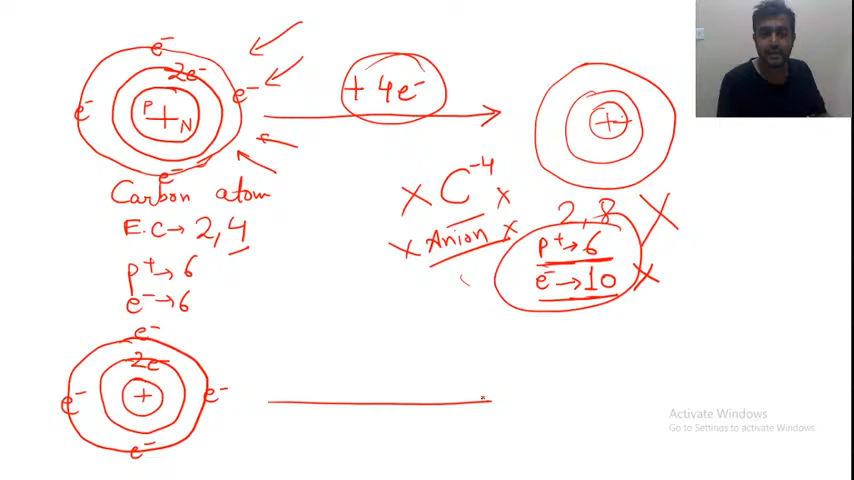 e⁻
2e⁻
e⁻
e⁻
P
+
N
e⁻
Carbon atom
E.C → 2,4
p⁺ → 6
e⁻ → 6
+ 4e⁻
x C⁻⁴ x
x Anion x
+
2,8 x
p⁺ → 6
e⁻ → 10 x
e⁻
2e
e⁻
e⁻
+
e⁻
Activate Windows
Go to Settings to activate Windows.